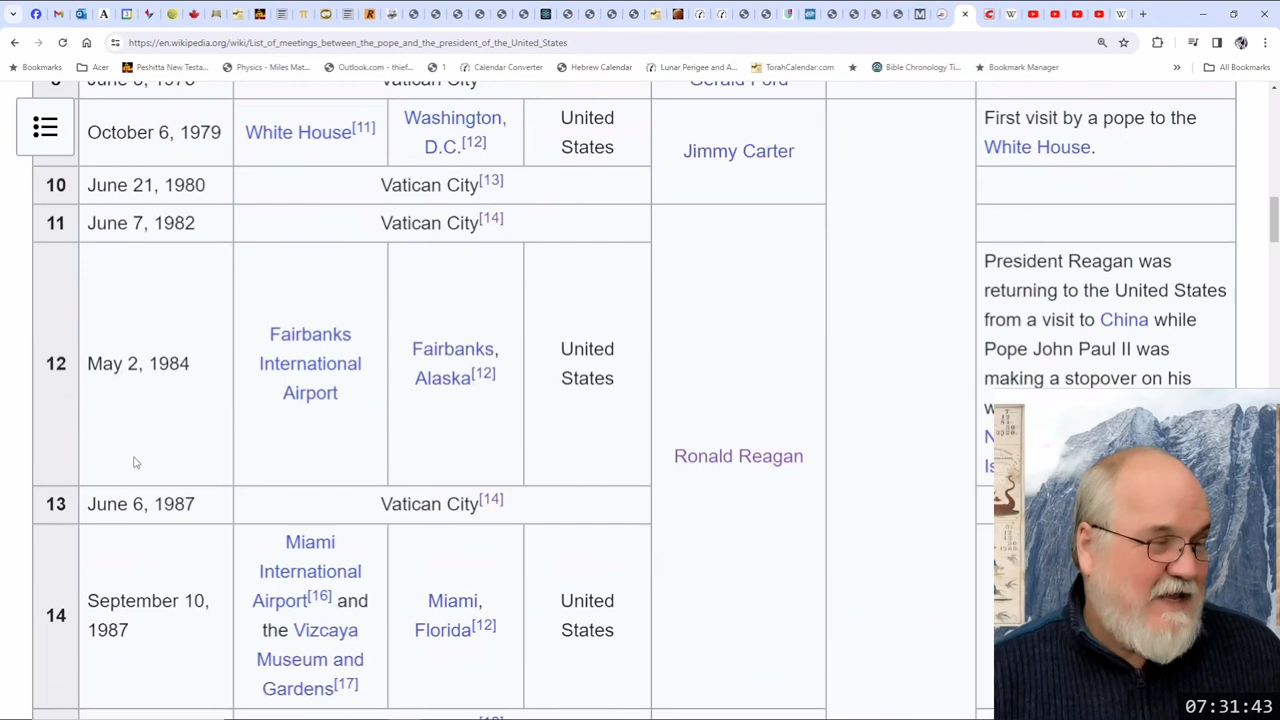 https://en.wikipedia.org/wiki/List_of_meetings_between_the_pope_and_the_president_of_the_United_States
Bookmarks
Acer
Peshitta New Testa...
Physics - Miles Mat...
Outlook.com - thief...
1
Calendar Converter
Hebrew Calendar
Lunar Perigee and A...
TorahCalendar.com
Bible Chronology Ti...
Bookmark Manager
»
All Bookmarks
Vatican City
Gerald Ford
October 6, 1979
White House[11]
Washington,
D.C.[12]
United
States
Jimmy Carter
First visit by a pope to the
White House.
10
June 21, 1980
Vatican City[13]
11
June 7, 1982
Vatican City[14]
12
May 2, 1984
Fairbanks
International
Airport
Fairbanks,
Alaska[12]
United
States
Ronald Reagan
President Reagan was
returning to the United States
from a visit to China while
Pope John Paul II was
making a stopover on his
13
June 6, 1987
Vatican City[14]
14
September 10,
1987
Miami
International
Airport[16] and
the Vizcaya
Museum and
Gardens[17]
Miami,
Florida[12]
United
States
07:31:43